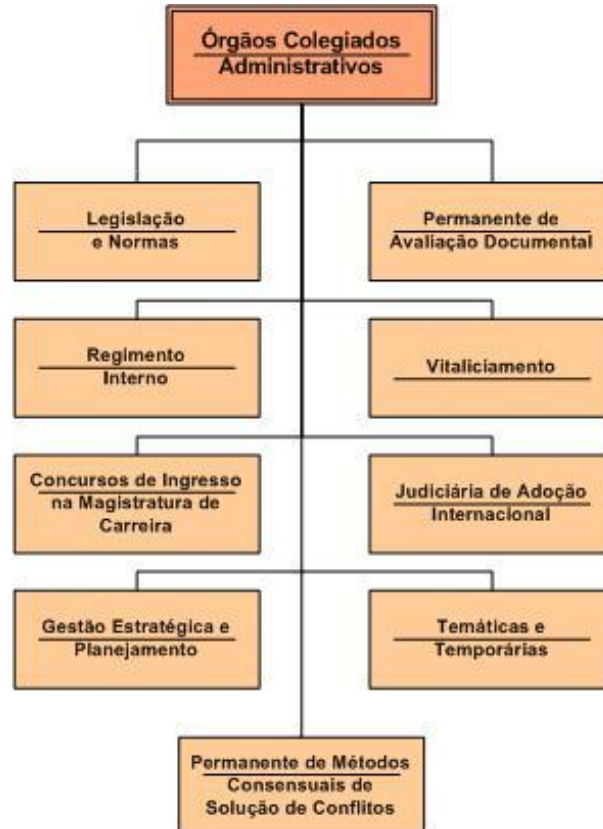 Órgãos Colegiados
Administrativos
Legislação
e Normas
Permanente de
Avaliação Documental
Regimento
Interno
Vitaliciamento
Concursos de Ingresso
na Magistratura de
Carreira
Judiciária de Adoção
Internacional
Gestão Estratégica e
Planejamento
Temáticas e
Temporárias
Permanente de Métodos
Consensuais de
Solução de Conflitos